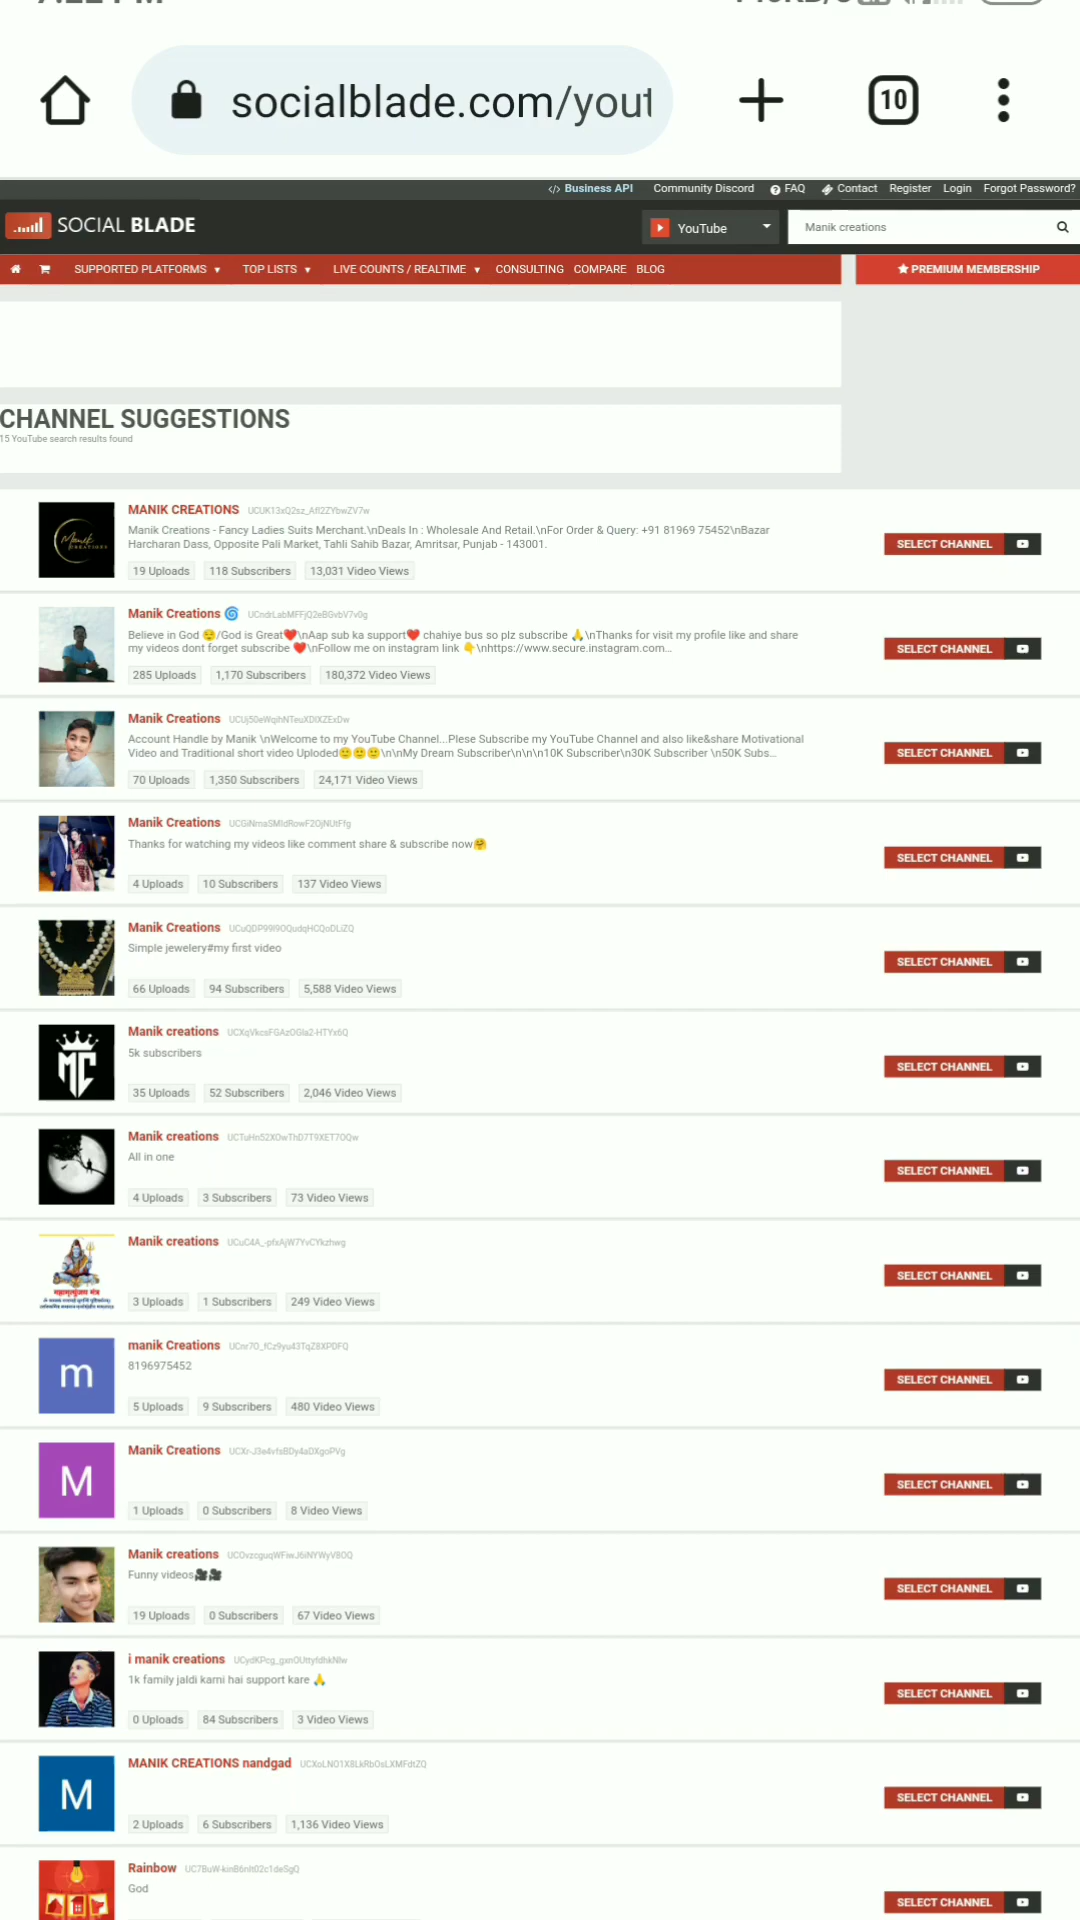 socialblade.com/yout
10
Business API Community Discord FAQ Contact Register Login Forgot Password?
SOCIAL BLADE YouTube Manik creations
SUPPORTED PLATFORMS TOP LISTS LIVE COUNTS / REALTIME CONSULTING COMPARE BLOG PREMIUM MEMBERSHIP
CHANNEL SUGGESTIONS
15 YouTube search results found
MANIK CREATIONS
Manik Creations - Fancy Ladies Suits Merchant.\nDeals In : Wholesale And Retail.\nFor Order & Query: +91 81969 75452\nBazar
Harcharan Dass, Opposite Pali Market, Tahli Sahib Bazar, Amritsar, Punjab - 143001.
SELECT CHANNEL
19 Uploads 118 Subscribers 13,031 Video Views
Manik Creations 🌀
Believe in God 😌/God is Great❤️\nAap sub ka support❤️ chahiye bus so plz subscribe 🙏\nThanks for visit my profile like and share
my videos dont forget subscribe ❤️\nFollow me on instagram link 👇\nhttps://www.secure.instagram.com...
SELECT CHANNEL
285 Uploads 1,170 Subscribers 180,372 Video Views
Manik Creations
Account Handle by Manik \nWelcome to my YouTube Channel...Plese Subscribe my YouTube Channel and also like&share Motivational
Video and Traditional short video Uploded🙂🙂🙂\n\nMy Dream Subscriber\n\n\n10K Subscriber\n30K Subscriber \n50K Subs...
SELECT CHANNEL
70 Uploads 1,350 Subscribers 24,171 Video Views
Manik Creations
Thanks for watching my videos like comment share & subscribe now🤗
SELECT CHANNEL
4 Uploads 10 Subscribers 137 Video Views
Manik Creations
Simple jewelery#my first video
SELECT CHANNEL
66 Uploads 94 Subscribers 5,588 Video Views
MC
Manik creations
5k subscribers
SELECT CHANNEL
35 Uploads 52 Subscribers 2,046 Video Views
Manik creations
All in one
SELECT CHANNEL
4 Uploads 3 Subscribers 73 Video Views
Manik creations
SELECT CHANNEL
3 Uploads 1 Subscribers 249 Video Views
m
manik Creations
8196975452
SELECT CHANNEL
5 Uploads 9 Subscribers 480 Video Views
M
Manik Creations
SELECT CHANNEL
1 Uploads 0 Subscribers 8 Video Views
Manik creations
Funny videos🎥🎥
SELECT CHANNEL
19 Uploads 0 Subscribers 67 Video Views
i manik creations
1k family jaldi karni hai support kare 🙏
SELECT CHANNEL
0 Uploads 84 Subscribers 3 Video Views
M
MANIK CREATIONS nandgad
SELECT CHANNEL
2 Uploads 6 Subscribers 1,136 Video Views
Rainbow
God
SELECT CHANNEL